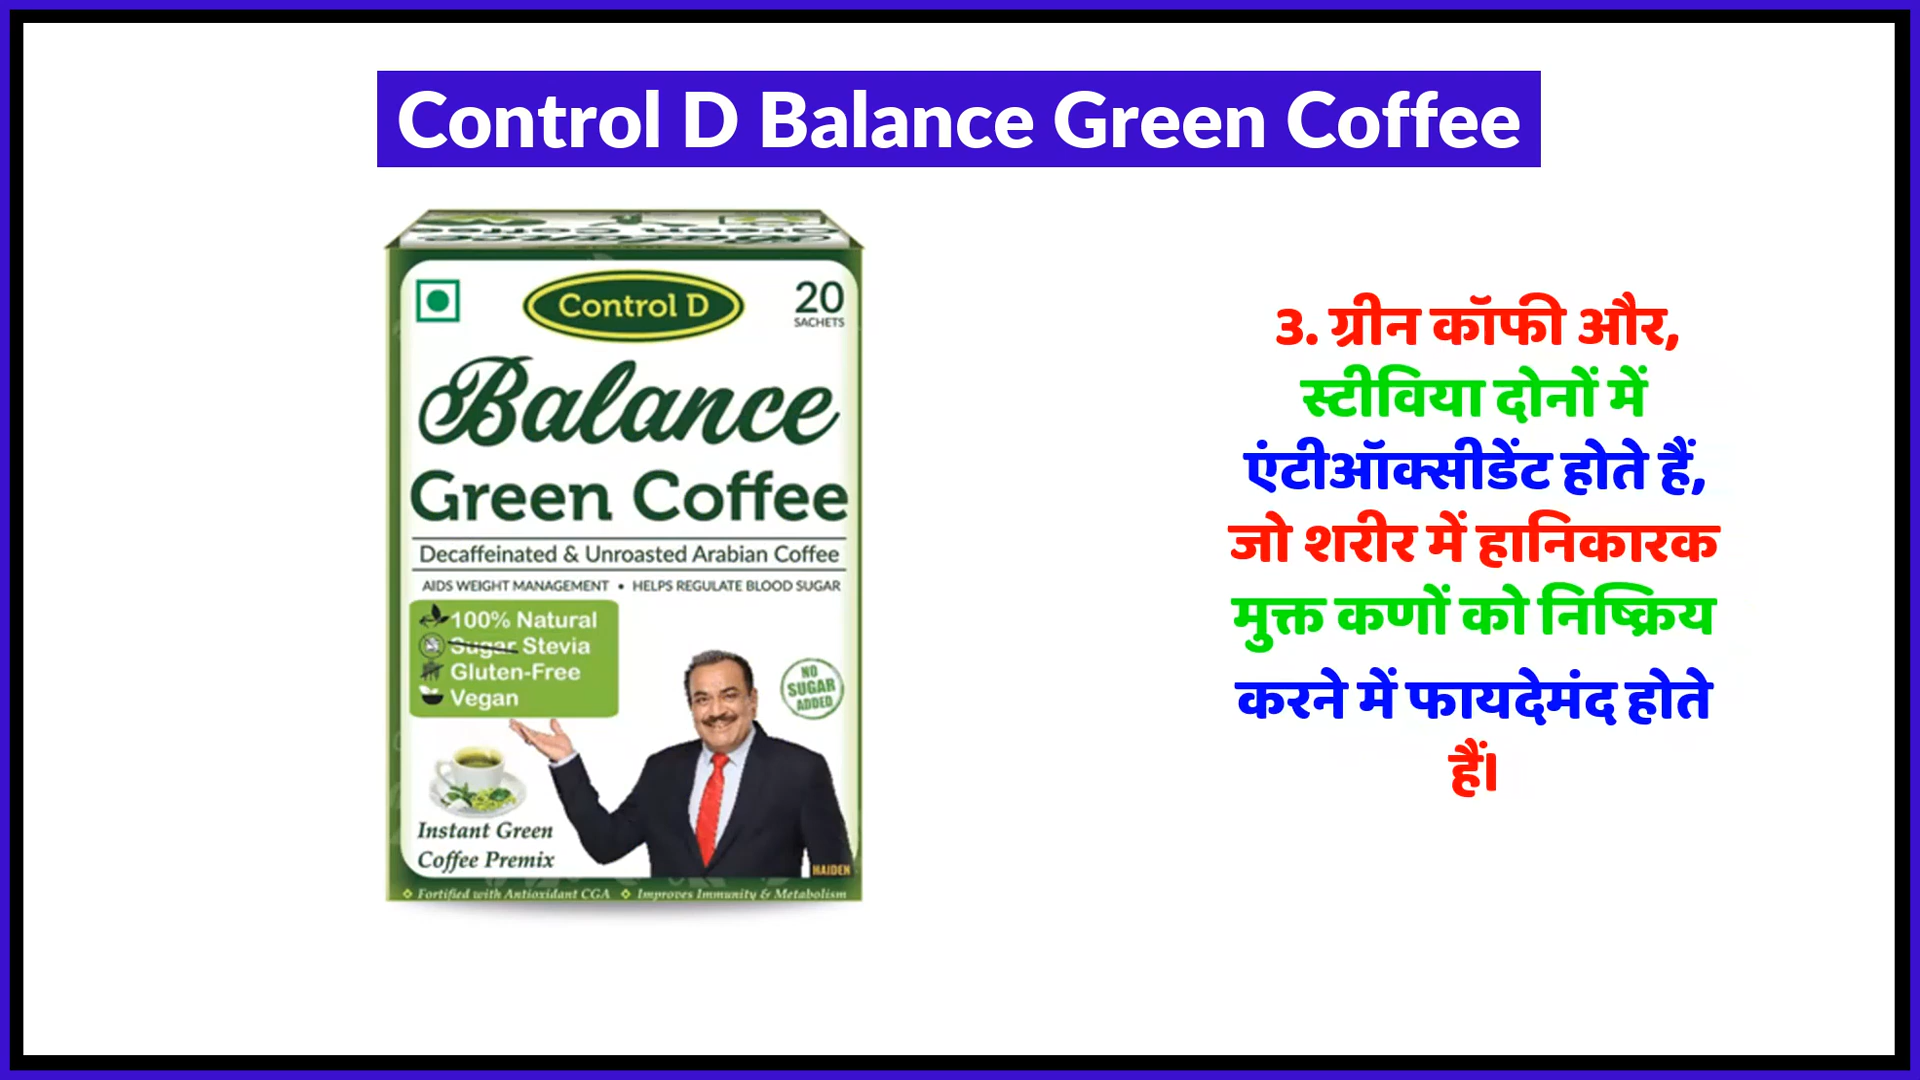 Control D Balance Green Coffee
Control D
20
SACHETS
Balance
Green Coffee
Decaffeinated & Unroasted Arabian Coffee
AIDS WEIGHT MANAGEMENT • HELPS REGULATE BLOOD SUGAR
100% Natural
Sugar Stevia
Gluten-Free
Vegan
NO
SUGAR
ADDED
Instant Green
Coffee Premix
HAIDEN
Fortified with Antioxidant CGA Improves Immunity & Metabolism
3. ग्रीन कॉफी और,
स्टीविया दोनों में
एंटीऑक्सीडेंट होते हैं,
जो शरीर में हानिकारक
मुक्त कणों को निष्क्रिय
करने में फायदेमंद होते
हैं।